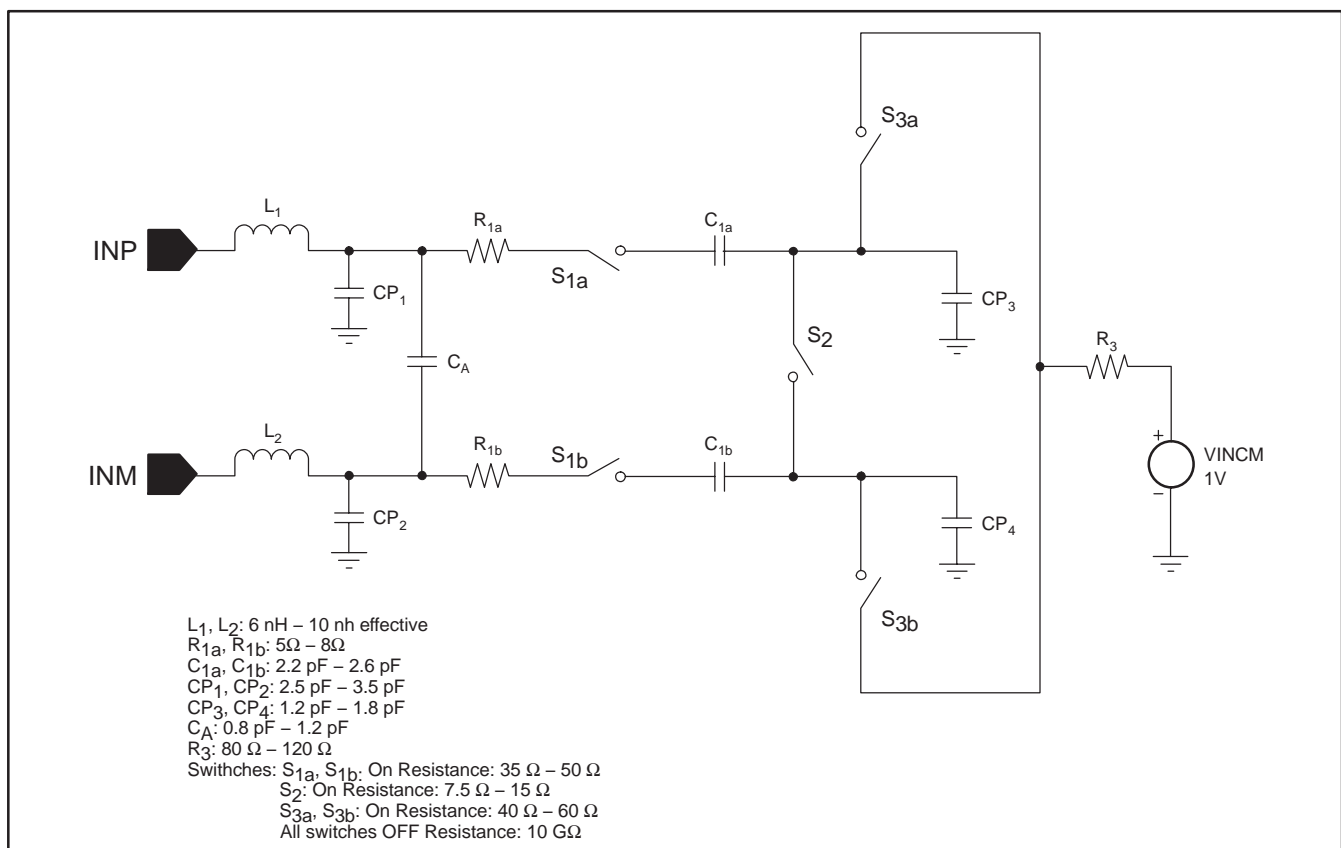 S3a
L1
R1a
C1a
INP
S1a
CP1
CP3
S2
R3
CA
L2
R1b
C1b
S1b
+
VINCM
1V
–
INM
CP2
CP4
S3b
L1, L2: 6 nH – 10 nh effective
R1a, R1b: 5Ω – 8Ω
C1a, C1b: 2.2 pF – 2.6 pF
CP1, CP2: 2.5 pF – 3.5 pF
CP3, CP4: 1.2 pF – 1.8 pF
CA: 0.8 pF – 1.2 pF
R3: 80 Ω – 120 Ω
Swithches: S1a, S1b: On Resistance: 35 Ω – 50 Ω
S2: On Resistance: 7.5 Ω – 15 Ω
S3a, S3b: On Resistance: 40 Ω – 60 Ω
All switches OFF Resistance: 10 GΩ